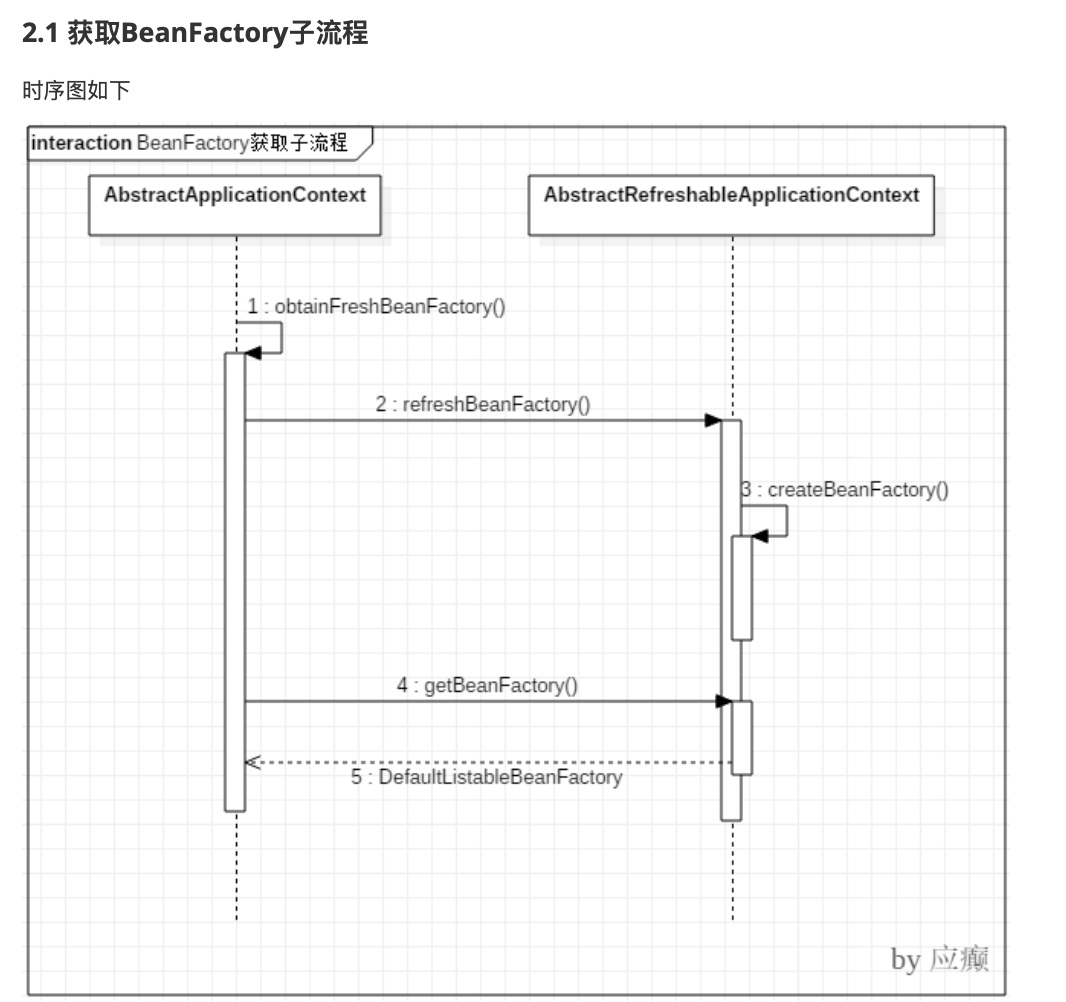 2.1 获取BeanFactory子流程
时序图如下
interaction BeanFactory获取子流程
AbstractApplicationContext
AbstractRefreshableApplicationContext
1 : obtainFreshBeanFactory()
2 : refreshBeanFactory()
3 : createBeanFactory()
4 : getBeanFactory()
5 : DefaultListableBeanFactory
by 应癫